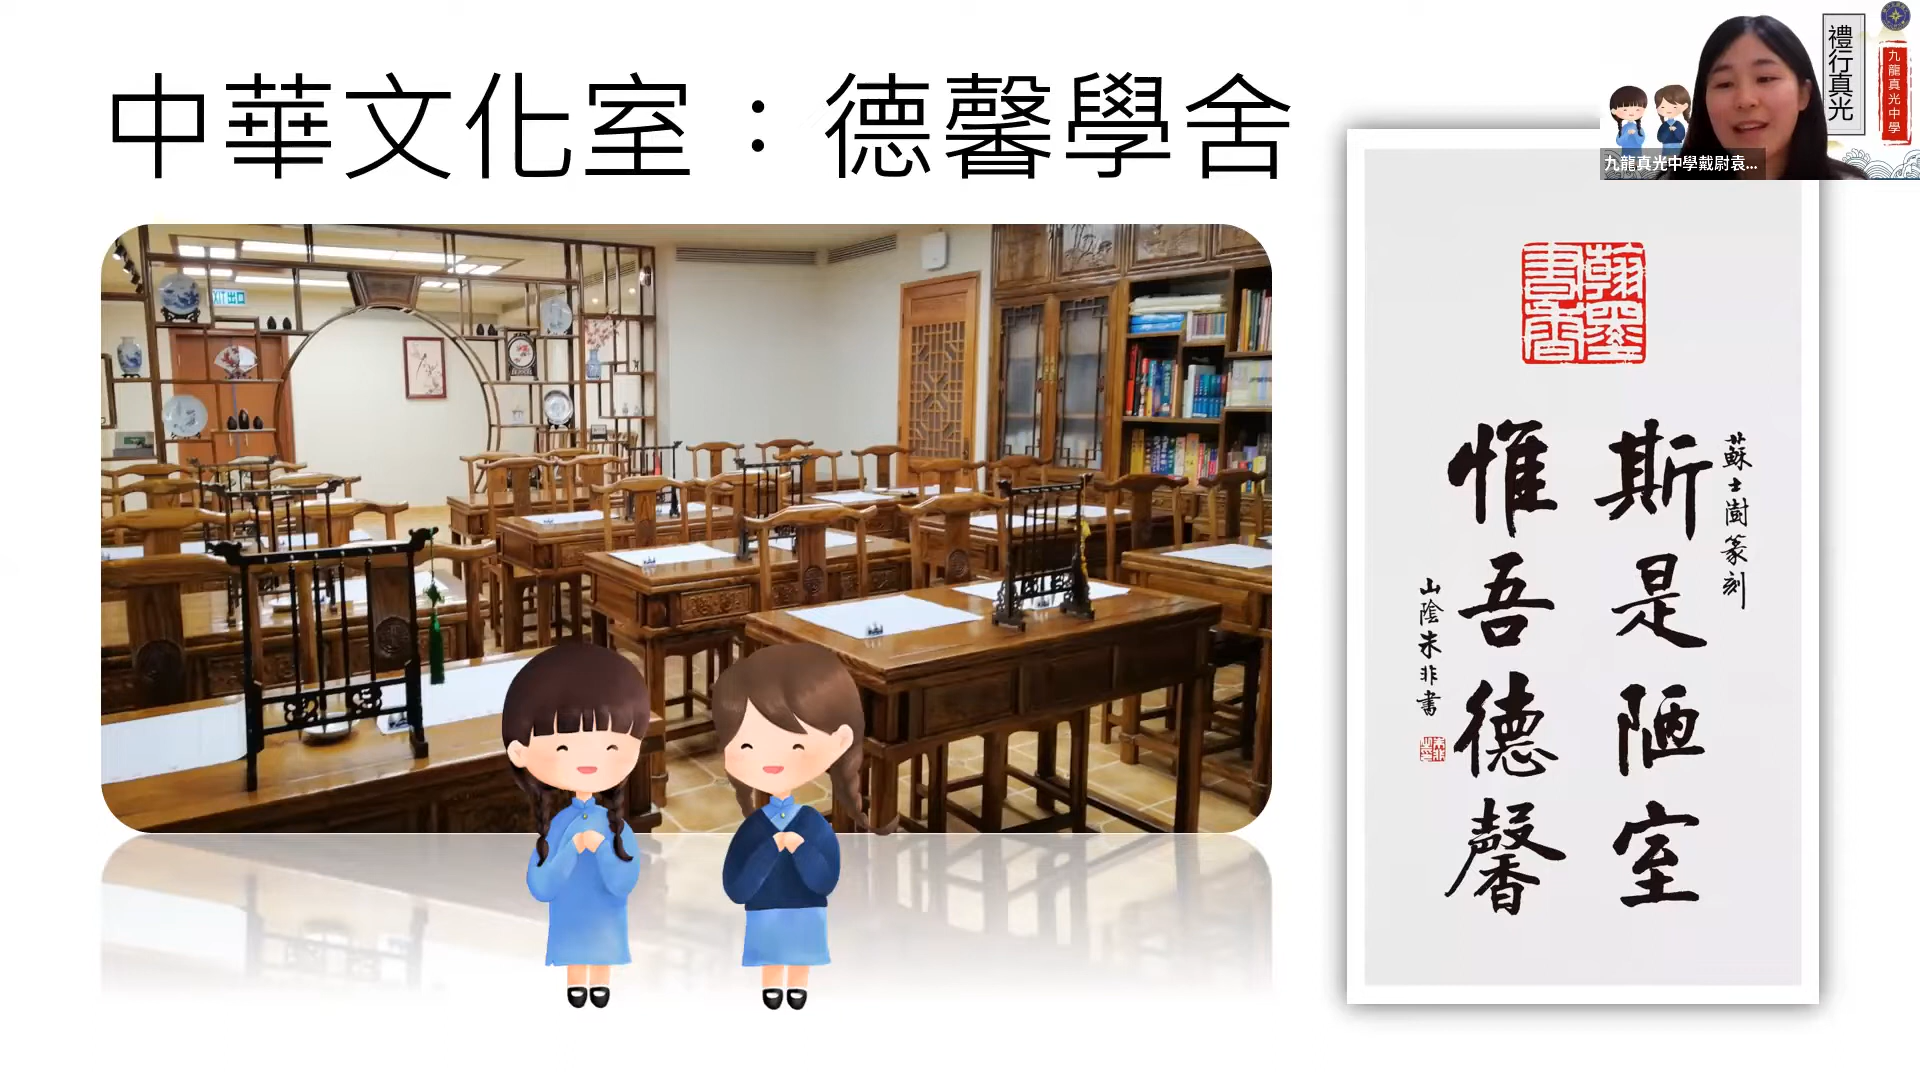 中華文化室：德馨學舍
禮行真光
九龍真光中學
九龍真光中學戴尉袁...
EXIT 出口
翰墨書香
蘇士澍篆刻
斯是陋室
惟吾德馨
山陰朱非書